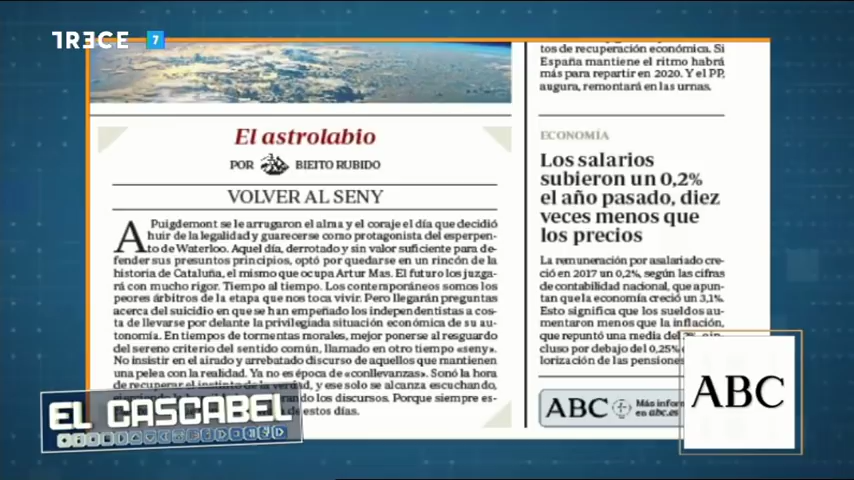 TRECE 7
El astrolabio
POR BIEITO RUBIDO
VOLVER AL SENY
A Puigdemont se le arrugaron el alma y el coraje el día que decidió
huir de la legalidad y guarecerse como protagonista del esperpen-
to de Waterloo. Aquel día, derrotado y sin valor suficiente para de-
fender sus presuntos principios, optó por quedarse en un rincón de la
historia de Cataluña, el mismo que ocupa Artur Mas. El futuro los juzga-
rá con mucho rigor. Tiempo al tiempo. Los contemporáneos somos los
peores árbitros de la etapa que nos toca vivir. Pero llegarán preguntas
acerca del suicidio en que se han empeñado los independentistas a cos-
ta de llevarse por delante la privilegiada situación económica de su au-
tonomía. En tiempos de tormentas morales, mejor ponerse al resguardo
del sereno criterio del sentido común, llamado en otro tiempo «seny».
No insistir en el airado y arrebatado discurso de aquellos que mantienen
una pelea con la realidad. Ya no es época de «conllevanzas». Sonó la hora
de recuperar el instinto de la verdad, y ese solo se alcanza escuchando,
los discursos. Porque siempre es-
de estos días.
tos de recuperación económica. Si
España mantiene el ritmo habrá
más para repartir en 2020. Y el PP,
augura, remontará en las urnas.
ECONOMÍA
Los salarios
subieron un 0,2%
el año pasado, diez
veces menos que
los precios
La remuneración por asalariado cre-
ció en 2017 un 0,2%, según las cifras
de contabilidad nacional, que apun-
tan que la economía creció un 3,1%.
Esto significa que los sueldos au-
mentaron menos que la inflación,
que repuntó una media del
cluso por debajo del 0,25%
lorización de las pensiones
ABC Más inform
en abc.es
EL CASCABEL
ABC